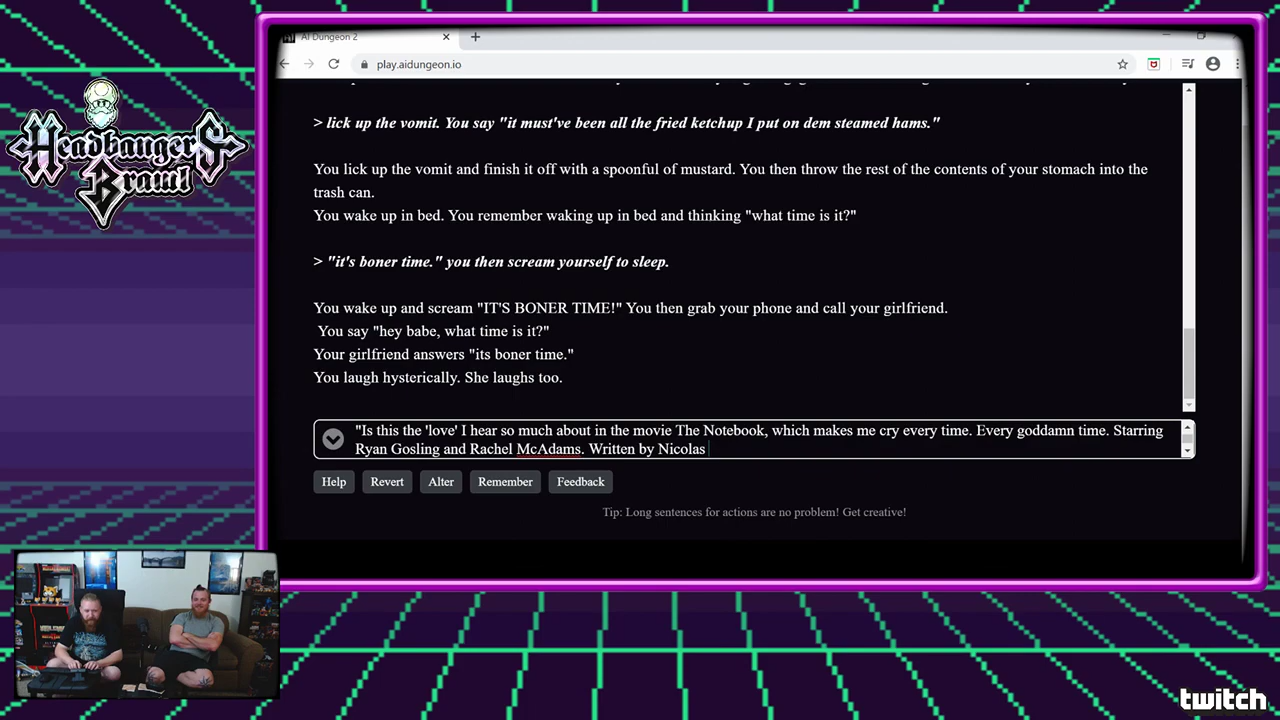 AI Dungeon 2
play.aidungeon.io
HeadbangerS
Brawl
> lick up the vomit. You say "it must've been all the fried ketchup I put on dem steamed hams."
You lick up the vomit and finish it off with a spoonful of mustard. You then throw the rest of the contents of your stomach into the
trash can.
You wake up in bed. You remember waking up in bed and thinking "what time is it?"
> "it's boner time." you then scream yourself to sleep.
You wake up and scream "IT'S BONER TIME!" You then grab your phone and call your girlfriend.
You say "hey babe, what time is it?"
Your girlfriend answers "its boner time."
You laugh hysterically. She laughs too.
"Is this the 'love' I hear so much about in the movie The Notebook, which makes me cry every time. Every goddamn time. Starring
Ryan Gosling and Rachel McAdams. Written by Nicolas
Help Revert Alter Remember Feedback
Tip: Long sentences for actions are no problem! Get creative!
twitch